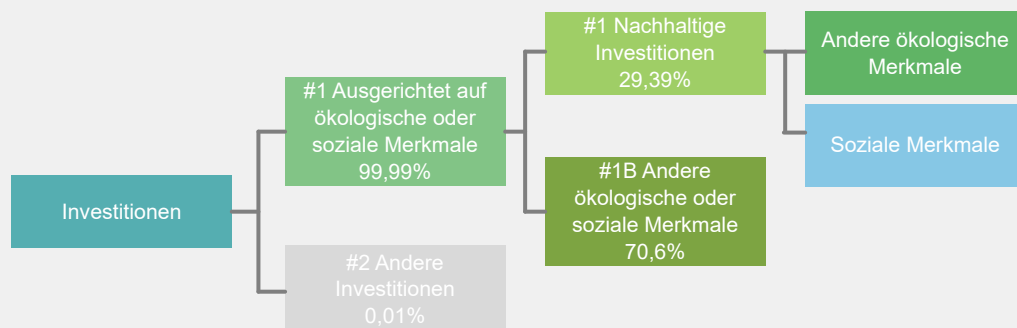 Investitionen
#1 Ausgerichtet auf
ökologische oder
soziale Merkmale
99,99%
#2 Andere
Investitionen
0,01%
#1 Nachhaltige
Investitionen
29,39%
#1B Andere
ökologische oder
soziale Merkmale
70,6%
Andere ökologische
Merkmale
Soziale Merkmale